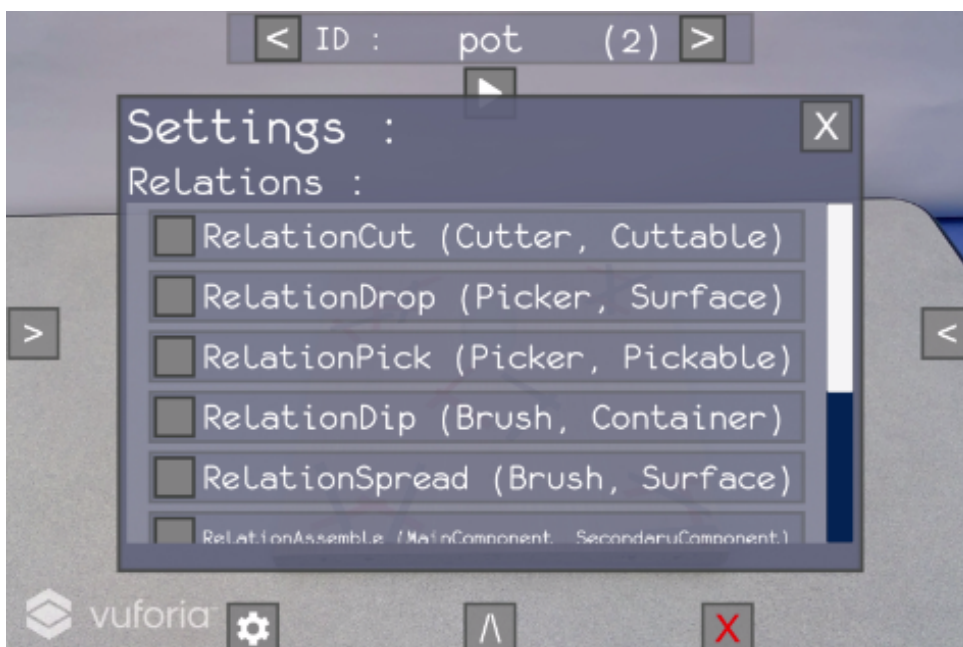 < ID : pot (2) >
Settings :
X
Relations :
RelationCut (Cutter, Cuttable)
RelationDrop (Picker, Surface)
>
<
RelationPick (Picker, Pickable)
RelationDip (Brush, Container)
RelationSpread (Brush, Surface)
RelationAssemble (MainComponent, SecondaryComponent)
vuforia
X